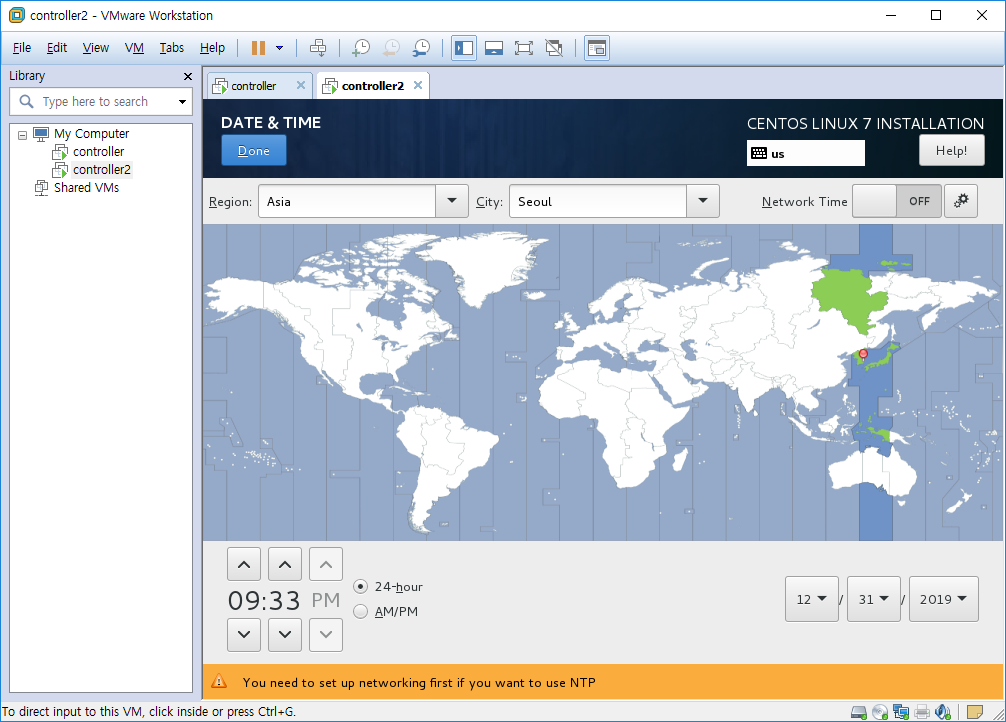 controller2 - VMware Workstation
File Edit View VM Tabs Help
Library
Type here to search
My Computer
controller
controller2
Shared VMs
controller controller2
DATE & TIME
Done
CENTOS LINUX 7 INSTALLATION
us
Help!
Region: Asia City: Seoul Network Time OFF
09:33 PM
24-hour
AM/PM
12 / 31 / 2019
You need to set up networking first if you want to use NTP
To direct input to this VM, click inside or press Ctrl+G.